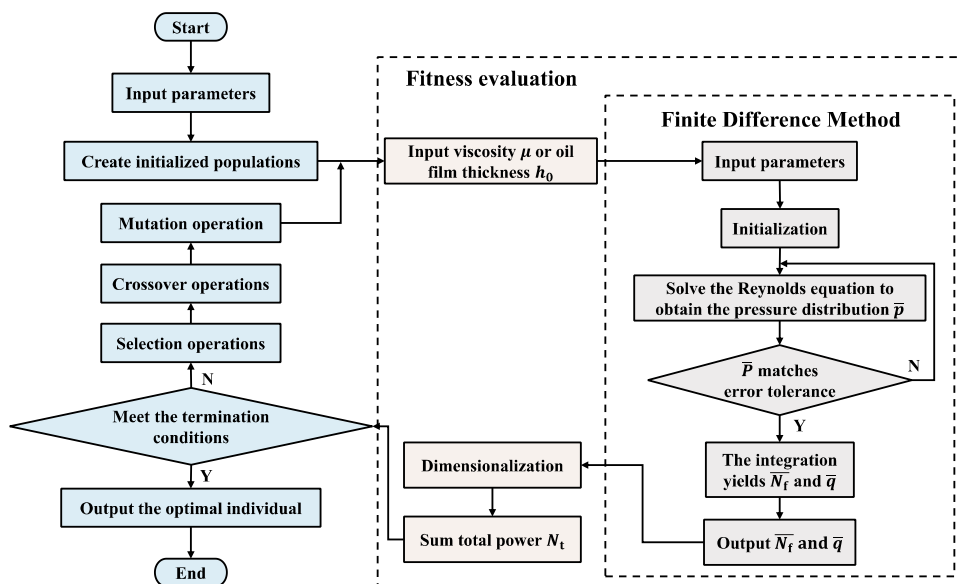 Start
Input parameters
Create initialized populations
Mutation operation
Crossover operations
Selection operations
N
Meet the termination
conditions
Y
Output the optimal individual
End
Fitness evaluation
Input viscosity μ or oil
film thickness h₀
Dimensionalization
Sum total power Nₜ
Finite Difference Method
Input parameters
Initialization
Solve the Reynolds equation to
obtain the pressure distribution p̅
P̅ matches
error tolerance
N
Y
The integration
yields N̅f̅ and q̅
Output N̅f̅ and q̅